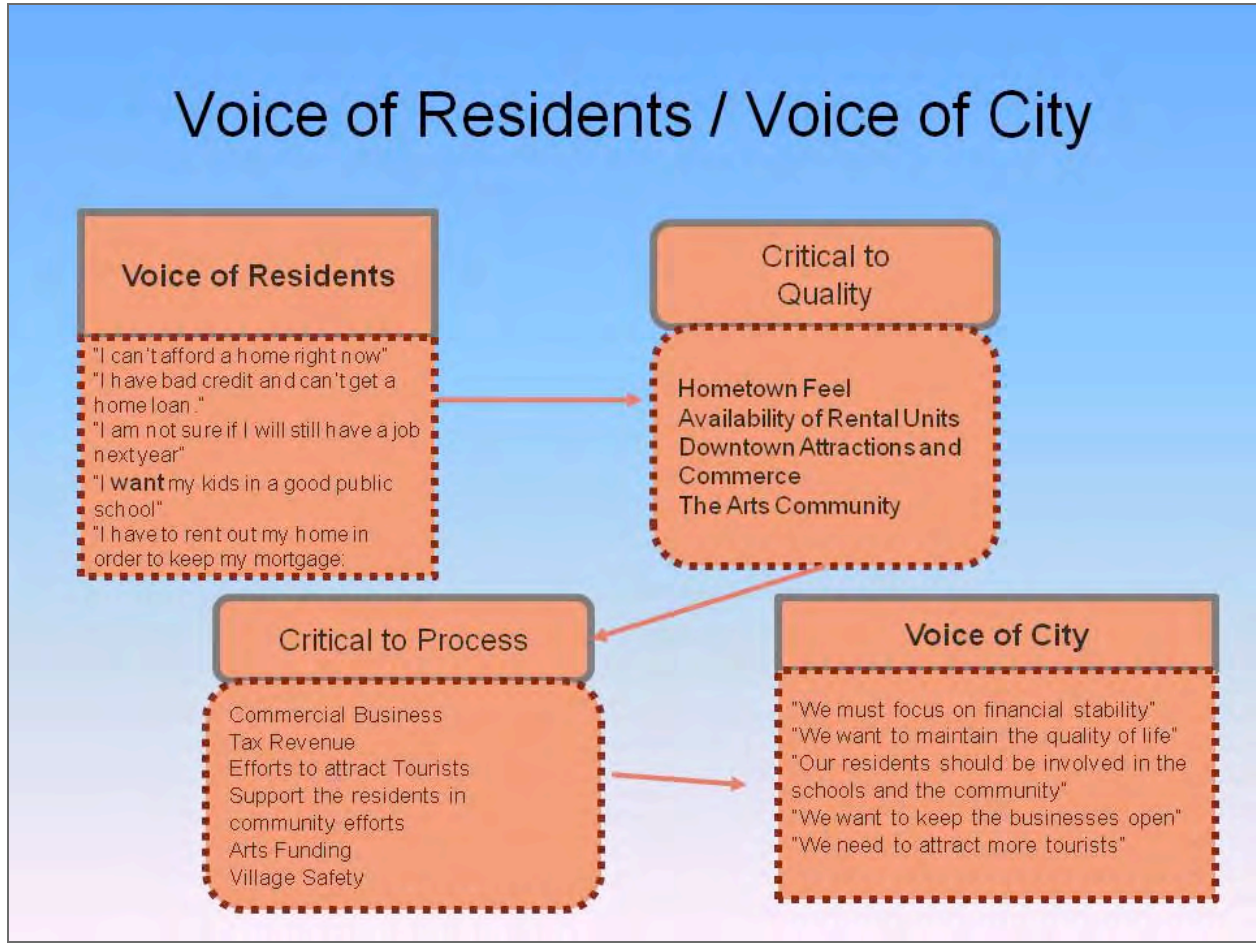 Voice of Residents / Voice of City
Voice of Residents
"I can't afford a home right now"
"I have bad credit and can't get a
home loan."
"I am not sure if I will still have a job
next year"
"I want my kids in a good public
school"
"I have to rent out my home in
order to keep my mortgage:
Critical to
Quality
Hometown Feel
Availability of Rental Units
Downtown Attractions and
Commerce
The Arts Community
Critical to Process
Commercial Business
Tax Revenue
Efforts to attract Tourists
Support the residents in
community efforts
Arts Funding
Village Safety
Voice of City
"We must focus on financial stability"
"We want to maintain the quality of life"
"Our residents should be involved in the
schools and the community"
"We want to keep the businesses open"
"We need to attract more tourists"